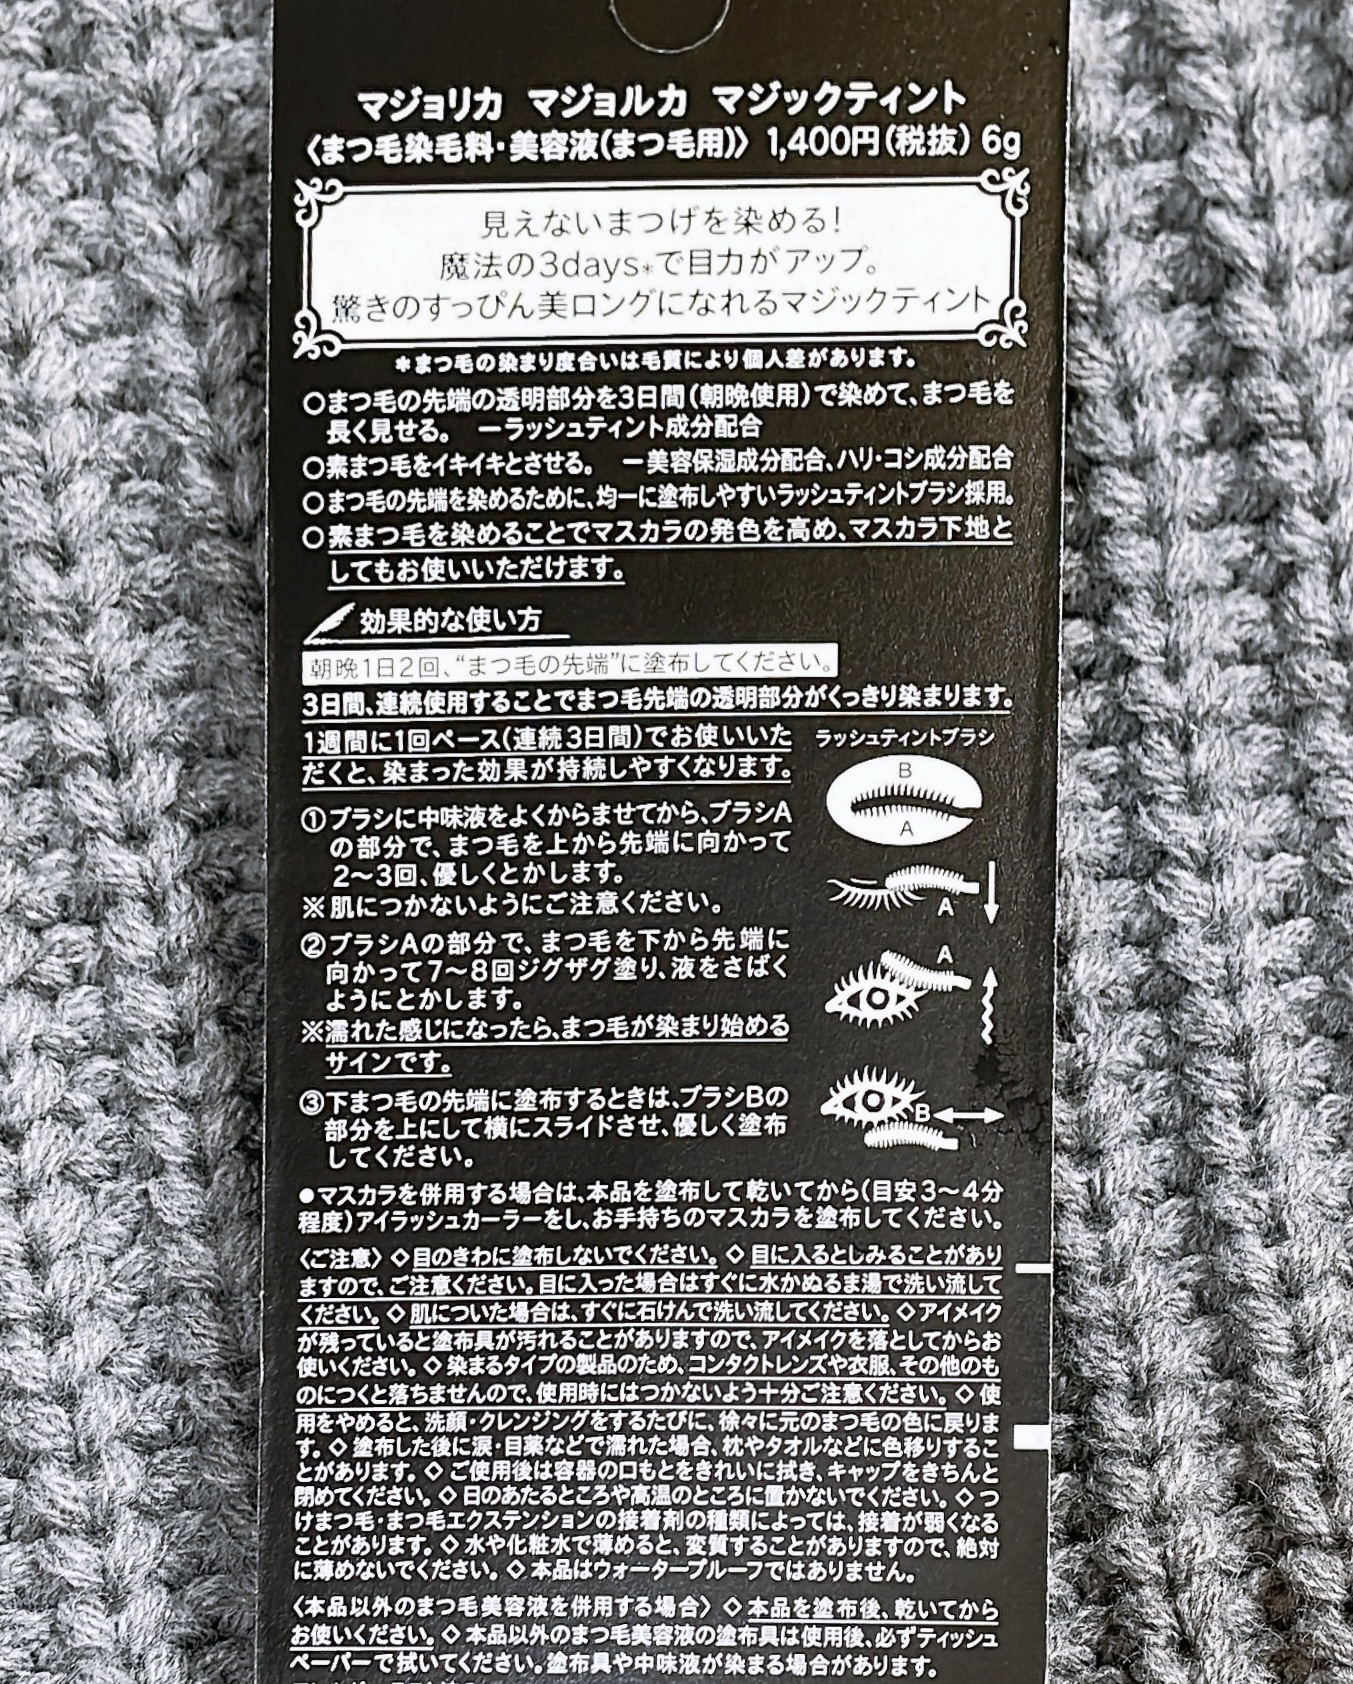 マジョリカ マジョルカ マジックティント
〈まつ毛染毛料・美容液(まつ毛用)〉 1,400円(税抜) 6g
見えないまつげを染める!
魔法の3days*で目力がアップ。
驚きのすっぴん美ロングになれるマジックティント
*まつ毛の染まり度合いは毛質により個人差があります。
○まつ毛の先端の透明部分を3日間(朝晩使用)で染めて、まつ毛を
長く見せる。 ーラッシュティント成分配合
○素まつ毛をイキイキとさせる。 ー美容保湿成分配合、ハリ・コシ成分配合
○まつ毛の先端を染めるために、均一に塗布しやすいラッシュティントブラシ採用。
○素まつ毛を染めることでマスカラの発色を高め、マスカラ下地と
してもお使いいただけます。
効果的な使い方
朝晩1日2回、“まつ毛の先端”に塗布してください。
3日間、連続使用することでまつ毛先端の透明部分がくっきり染まります。
1週間に1回ペース(連続3日間)でお使いいた
だくと、染まった効果が持続しやすくなります。
ラッシュティントブラシ
B
A
①ブラシに中味液をよくからませてから、ブラシA
の部分で、まつ毛を上から先端に向かって
2〜3回、優しくとかします。
※肌につかないようにご注意ください。
A
②ブラシAの部分で、まつ毛を下から先端に
向かって7〜8回ジグザグ塗り、液をさばく
ようにとかします。
※濡れた感じになったら、まつ毛が染まり始める
サインです。
A
③下まつ毛の先端に塗布するときは、ブラシBの
部分を上にして横にスライドさせ、優しく塗布
してください。
B
●マスカラを併用する場合は、本品を塗布して乾いてから(目安3〜4分
程度)アイラッシュカーラーをし、お手持ちのマスカラを塗布してください。
〈ご注意〉◇目のきわに塗布しないでください。◇目に入るとしみることがあり
ますので、ご注意ください。目に入った場合はすぐに水かぬるま湯で洗い流して
ください。◇肌についた場合は、すぐに石けんで洗い流してください。◇アイメイク
が残っていると塗布具が汚れることがありますので、アイメイクを落としてからお
使いください。◇染まるタイプの製品のため、コンタクトレンズや衣服、その他のも
のにつくと落ちませんので、使用時にはつかないよう十分ご注意ください。◇使
用をやめると、洗顔・クレンジングをするたびに、徐々に元のまつ毛の色に戻りま
す。◇塗布した後に涙・目薬などで濡れた場合、枕やタオルなどに色移りするこ
とがあります。◇ご使用後は容器の口もとをきれいに拭き、キャップをきちんと
閉めてください。◇日のあたるところや高温のところに置かないでください。◇つ
けまつ毛・まつ毛エクステンションの接着剤の種類によっては、接着が弱くなる
ことがあります。◇水や化粧水で薄めると、変質することがありますので、絶対
に薄めないでください。◇本品はウォータープルーフではありません。
〈本品以外のまつ毛美容液を併用する場合〉◇本品を塗布後、乾いてから
お使いください。◇本品以外のまつ毛美容液の塗布具は使用後、必ずティッシュ
ペーパーで拭いてください。塗布具や中味液が染まる場合があります。